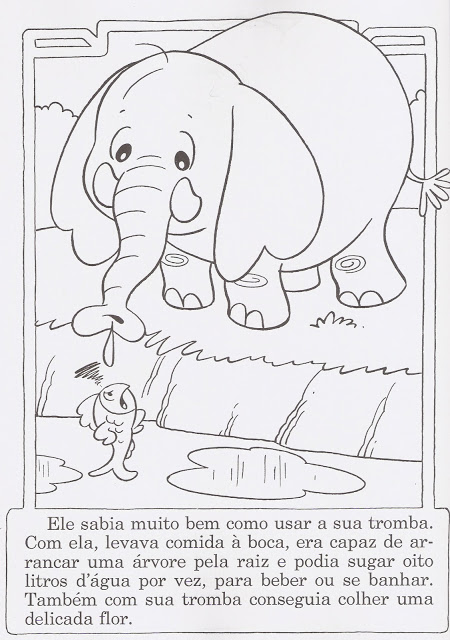 Ele sabia muito bem como usar a sua tromba.
Com ela, levava comida à boca, era capaz de ar-
rancar uma árvore pela raiz e podia sugar oito
litros d'água por vez, para beber ou se banhar.
Também com sua tromba conseguia colher uma
delicada flor.